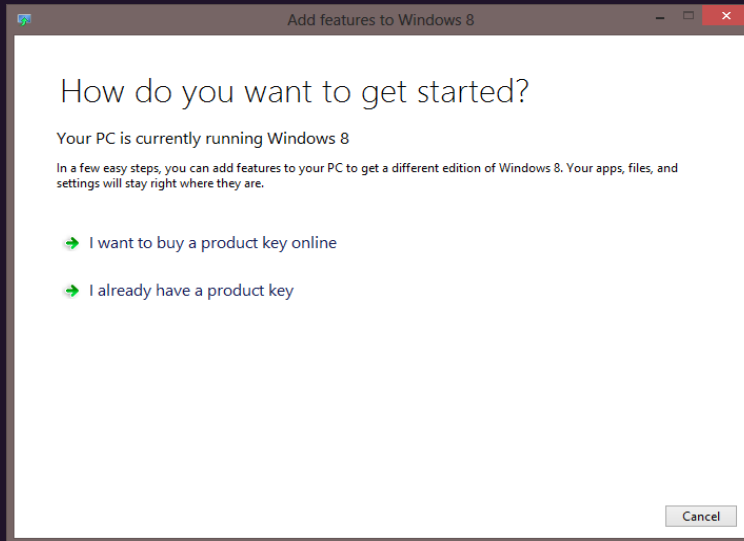 Add features to Windows 8
How do you want to get started?
Your PC is currently running Windows 8
In a few easy steps, you can add features to your PC to get a different edition of Windows 8. Your apps, files, and
settings will stay right where they are.
I want to buy a product key online
I already have a product key
Cancel